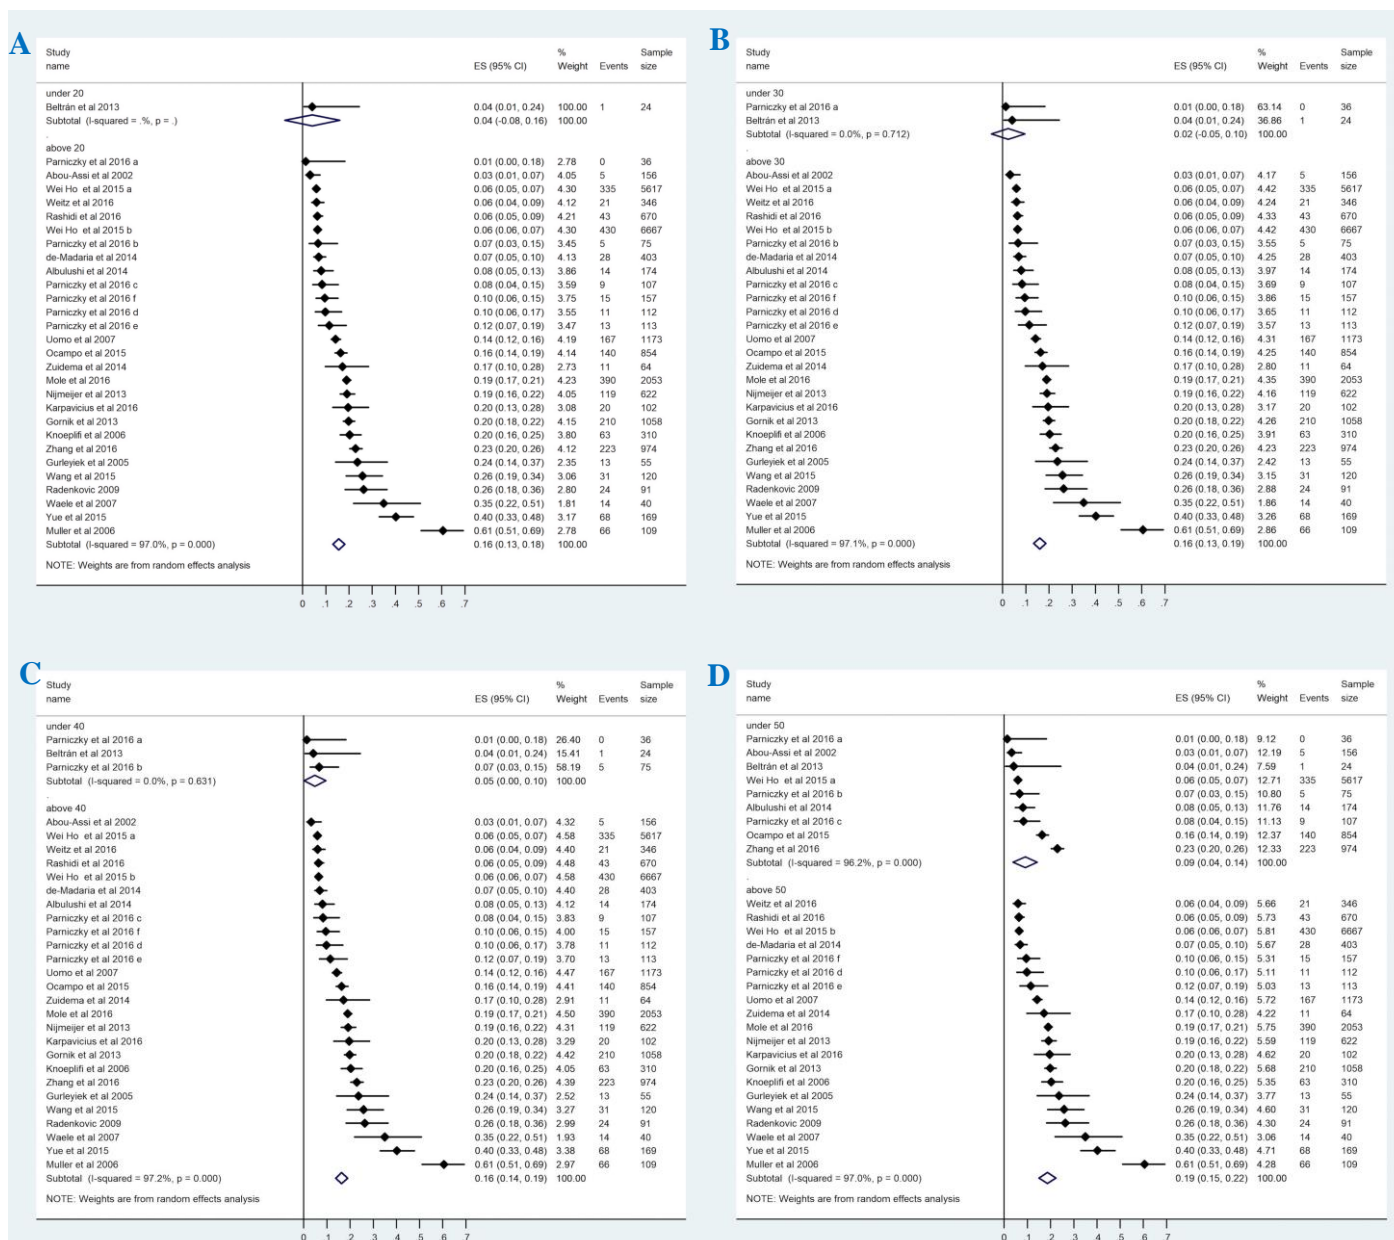 A
Study name ES (95% CI) % Weight Events Sample size
under 20
Beltrán et al 2013 0.04 (0.01, 0.24) 100.00 1 24
Subtotal (I-squared = .%, p = .) 0.04 (-0.08, 0.16) 100.00
.
above 20
Parniczky et al 2016 a 0.01 (0.00, 0.18) 2.78 0 36
Abou-Assi et al 2002 0.03 (0.01, 0.07) 4.05 5 156
Wei Ho et al 2015 a 0.06 (0.05, 0.07) 4.30 335 5617
Weitz et al 2016 0.06 (0.04, 0.09) 4.12 21 346
Rashidi et al 2016 0.06 (0.05, 0.09) 4.21 43 670
Wei Ho et al 2015 b 0.06 (0.06, 0.07) 4.30 430 6667
Parniczky et al 2016 b 0.07 (0.03, 0.15) 3.45 5 75
de-Madaria et al 2014 0.07 (0.05, 0.10) 4.13 28 403
Albulushi et al 2014 0.08 (0.05, 0.13) 3.86 14 174
Parniczky et al 2016 c 0.08 (0.04, 0.15) 3.59 9 107
Parniczky et al 2016 f 0.10 (0.06, 0.15) 3.75 15 157
Parniczky et al 2016 d 0.10 (0.06, 0.17) 3.55 11 112
Parniczky et al 2016 e 0.12 (0.07, 0.19) 3.47 13 113
Uomo et al 2007 0.14 (0.12, 0.16) 4.19 167 1173
Ocampo et al 2015 0.16 (0.14, 0.19) 4.14 140 854
Zuidema et al 2014 0.17 (0.10, 0.28) 2.73 11 64
Mole et al 2016 0.19 (0.17, 0.21) 4.23 390 2053
Nijmeijer et al 2013 0.19 (0.16, 0.22) 4.05 119 622
Karpavicius et al 2016 0.20 (0.13, 0.28) 3.08 20 102
Gornik et al 2013 0.20 (0.18, 0.22) 4.15 210 1058
Knoeplifi et al 2006 0.20 (0.16, 0.25) 3.80 63 310
Zhang et al 2016 0.23 (0.20, 0.26) 4.12 223 974
Gurleyiek et al 2005 0.24 (0.14, 0.37) 2.35 13 55
Wang et al 2015 0.26 (0.19, 0.34) 3.06 31 120
Radenkovic 2009 0.26 (0.18, 0.36) 2.80 24 91
Waele et al 2007 0.35 (0.22, 0.51) 1.81 14 40
Yue et al 2015 0.40 (0.33, 0.48) 3.17 68 169
Muller et al 2006 0.61 (0.51, 0.69) 2.78 66 109
Subtotal (I-squared = 97.0%, p = 0.000) 0.16 (0.13, 0.18) 100.00
NOTE: Weights are from random effects analysis
0 .1 .2 .3 .4 .5 .6 .7
B
Study name ES (95% CI) % Weight Events Sample size
under 30
Parniczky et al 2016 a 0.01 (0.00, 0.18) 63.14 0 36
Beltrán et al 2013 0.04 (0.01, 0.24) 36.86 1 24
Subtotal (I-squared = 0.0%, p = 0.712) 0.02 (-0.05, 0.10) 100.00
.
above 30
Abou-Assi et al 2002 0.03 (0.01, 0.07) 4.17 5 156
Wei Ho et al 2015 a 0.06 (0.05, 0.07) 4.42 335 5617
Weitz et al 2016 0.06 (0.04, 0.09) 4.24 21 346
Rashidi et al 2016 0.06 (0.05, 0.09) 4.33 43 670
Wei Ho et al 2015 b 0.06 (0.06, 0.07) 4.42 430 6667
Parniczky et al 2016 b 0.07 (0.03, 0.15) 3.55 5 75
de-Madaria et al 2014 0.07 (0.05, 0.10) 4.25 28 403
Albulushi et al 2014 0.08 (0.05, 0.13) 3.97 14 174
Parniczky et al 2016 c 0.08 (0.04, 0.15) 3.69 9 107
Parniczky et al 2016 f 0.10 (0.06, 0.15) 3.86 15 157
Parniczky et al 2016 d 0.10 (0.06, 0.17) 3.65 11 112
Parniczky et al 2016 e 0.12 (0.07, 0.19) 3.57 13 113
Uomo et al 2007 0.14 (0.12, 0.16) 4.31 167 1173
Ocampo et al 2015 0.16 (0.14, 0.19) 4.25 140 854
Zuidema et al 2014 0.17 (0.10, 0.28) 2.80 11 64
Mole et al 2016 0.19 (0.17, 0.21) 4.35 390 2053
Nijmeijer et al 2013 0.19 (0.16, 0.22) 4.16 119 622
Karpavicius et al 2016 0.20 (0.13, 0.28) 3.17 20 102
Gornik et al 2013 0.20 (0.18, 0.22) 4.26 210 1058
Knoeplifi et al 2006 0.20 (0.16, 0.25) 3.91 63 310
Zhang et al 2016 0.23 (0.20, 0.26) 4.23 223 974
Gurleyiek et al 2005 0.24 (0.14, 0.37) 2.42 13 55
Wang et al 2015 0.26 (0.19, 0.34) 3.15 31 120
Radenkovic 2009 0.26 (0.18, 0.36) 2.88 24 91
Waele et al 2007 0.35 (0.22, 0.51) 1.86 14 40
Yue et al 2015 0.40 (0.33, 0.48) 3.26 68 169
Muller et al 2006 0.61 (0.51, 0.69) 2.86 66 109
Subtotal (I-squared = 97.1%, p = 0.000) 0.16 (0.13, 0.19) 100.00
NOTE: Weights are from random effects analysis
0 .1 .2 .3 .4 .5 .6 .7
C
Study name ES (95% CI) % Weight Events Sample size
under 40
Parniczky et al 2016 a 0.01 (0.00, 0.18) 26.40 0 36
Beltrán et al 2013 0.04 (0.01, 0.24) 15.41 1 24
Parniczky et al 2016 b 0.07 (0.03, 0.15) 58.19 5 75
Subtotal (I-squared = 0.0%, p = 0.631) 0.05 (0.00, 0.10) 100.00
.
above 40
Abou-Assi et al 2002 0.03 (0.01, 0.07) 4.32 5 156
Wei Ho et al 2015 a 0.06 (0.05, 0.07) 4.58 335 5617
Weitz et al 2016 0.06 (0.04, 0.09) 4.40 21 346
Rashidi et al 2016 0.06 (0.05, 0.09) 4.48 43 670
Wei Ho et al 2015 b 0.06 (0.06, 0.07) 4.58 430 6667
de-Madaria et al 2014 0.07 (0.05, 0.10) 4.40 28 403
Albulushi et al 2014 0.08 (0.05, 0.13) 4.12 14 174
Parniczky et al 2016 c 0.08 (0.04, 0.15) 3.83 9 107
Parniczky et al 2016 f 0.10 (0.06, 0.15) 4.00 15 157
Parniczky et al 2016 d 0.10 (0.06, 0.17) 3.78 11 112
Parniczky et al 2016 e 0.12 (0.07, 0.19) 3.70 13 113
Uomo et al 2007 0.14 (0.12, 0.16) 4.47 167 1173
Ocampo et al 2015 0.16 (0.14, 0.19) 4.41 140 854
Zuidema et al 2014 0.17 (0.10, 0.28) 2.91 11 64
Mole et al 2016 0.19 (0.17, 0.21) 4.50 390 2053
Nijmeijer et al 2013 0.19 (0.16, 0.22) 4.31 119 622
Karpavicius et al 2016 0.20 (0.13, 0.28) 3.29 20 102
Gornik et al 2013 0.20 (0.18, 0.22) 4.42 210 1058
Knoeplifi et al 2006 0.20 (0.16, 0.25) 4.05 63 310
Zhang et al 2016 0.23 (0.20, 0.26) 4.39 223 974
Gurleyiek et al 2005 0.24 (0.14, 0.37) 2.52 13 55
Wang et al 2015 0.26 (0.19, 0.34) 3.27 31 120
Radenkovic 2009 0.26 (0.18, 0.36) 2.99 24 91
Waele et al 2007 0.35 (0.22, 0.51) 1.93 14 40
Yue et al 2015 0.40 (0.33, 0.48) 3.38 68 169
Muller et al 2006 0.61 (0.51, 0.69) 2.97 66 109
Subtotal (I-squared = 97.2%, p = 0.000) 0.16 (0.14, 0.19) 100.00
NOTE: Weights are from random effects analysis
0 .1 .2 .3 .4 .5 .6 .7
D
Study name ES (95% CI) % Weight Events Sample size
under 50
Parniczky et al 2016 a 0.01 (0.00, 0.18) 9.12 0 36
Abou-Assi et al 2002 0.03 (0.01, 0.07) 12.19 5 156
Beltrán et al 2013 0.04 (0.01, 0.24) 7.59 1 24
Wei Ho et al 2015 a 0.06 (0.05, 0.07) 12.71 335 5617
Parniczky et al 2016 b 0.07 (0.03, 0.15) 10.80 5 75
Albulushi et al 2014 0.08 (0.05, 0.13) 11.76 14 174
Parniczky et al 2016 c 0.08 (0.04, 0.15) 11.13 9 107
Ocampo et al 2015 0.16 (0.14, 0.19) 12.37 140 854
Zhang et al 2016 0.23 (0.20, 0.26) 12.33 223 974
Subtotal (I-squared = 96.2%, p = 0.000) 0.09 (0.04, 0.14) 100.00
.
above 50
Weitz et al 2016 0.06 (0.04, 0.09) 5.66 21 346
Rashidi et al 2016 0.06 (0.05, 0.09) 5.73 43 670
Wei Ho et al 2015 b 0.06 (0.06, 0.07) 5.81 430 6667
de-Madaria et al 2014 0.07 (0.05, 0.10) 5.67 28 403
Parniczky et al 2016 f 0.10 (0.06, 0.15) 5.31 15 157
Parniczky et al 2016 d 0.10 (0.06, 0.17) 5.11 11 112
Parniczky et al 2016 e 0.12 (0.07, 0.19) 5.03 13 113
Uomo et al 2007 0.14 (0.12, 0.16) 5.72 167 1173
Zuidema et al 2014 0.17 (0.10, 0.28) 4.22 11 64
Mole et al 2016 0.19 (0.17, 0.21) 5.75 390 2053
Nijmeijer et al 2013 0.19 (0.16, 0.22) 5.59 119 622
Karpavicius et al 2016 0.20 (0.13, 0.28) 4.62 20 102
Gornik et al 2013 0.20 (0.18, 0.22) 5.68 210 1058
Knoeplifi et al 2006 0.20 (0.16, 0.25) 5.35 63 310
Gurleyiek et al 2005 0.24 (0.14, 0.37) 3.77 13 55
Wang et al 2015 0.26 (0.19, 0.34) 4.60 31 120
Radenkovic 2009 0.26 (0.18, 0.36) 4.30 24 91
Waele et al 2007 0.35 (0.22, 0.51) 3.06 14 40
Yue et al 2015 0.40 (0.33, 0.48) 4.71 68 169
Muller et al 2006 0.61 (0.51, 0.69) 4.28 66 109
Subtotal (I-squared = 97.0%, p = 0.000) 0.19 (0.15, 0.22) 100.00
NOTE: Weights are from random effects analysis
0 .1 .2 .3 .4 .5 .6 .7